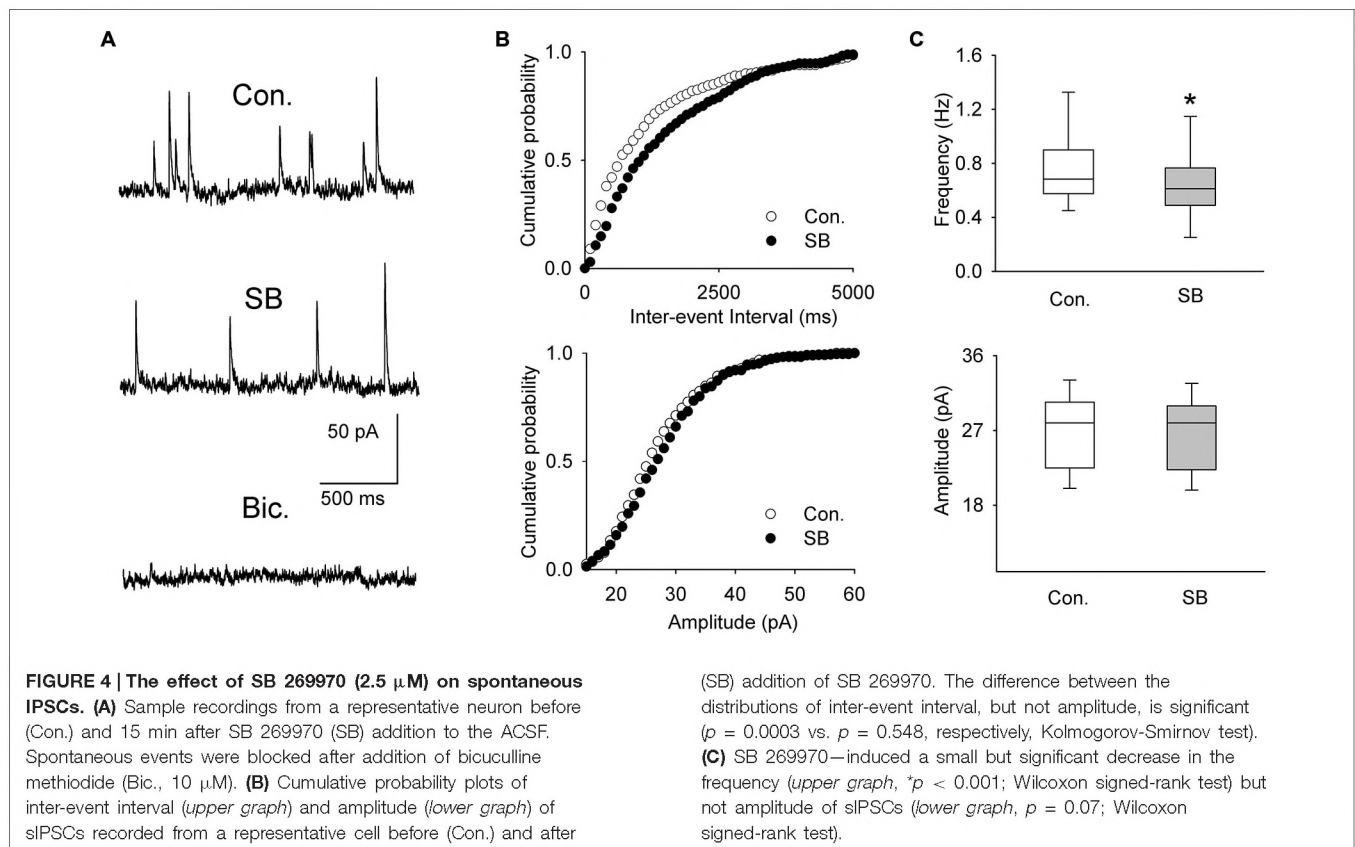 A
Con.
SB
50 pA
500 ms
Bic.
B
Cumulative probability
1.0
0.5
0.0
Con.
SB
0
2500
5000
Inter-event Interval (ms)
Cumulative probability
1.0
0.5
0.0
Con.
SB
20
30
40
50
60
Amplitude (pA)
C
Frequency (Hz)
1.6
1.2
0.8
0.4
0.0
*
Con.
SB
Amplitude (pA)
36
27
18
Con.
SB
FIGURE 4 | The effect of SB 269970 (2.5 μM) on spontaneous
IPSCs. (A) Sample recordings from a representative neuron before
(Con.) and 15 min after SB 269970 (SB) addition to the ACSF.
Spontaneous events were blocked after addition of bicuculline
methiodide (Bic., 10 μM). (B) Cumulative probability plots of
inter-event interval (upper graph) and amplitude (lower graph) of
sIPSCs recorded from a representative cell before (Con.) and after
(SB) addition of SB 269970. The difference between the
distributions of inter-event interval, but not amplitude, is significant
(p = 0.0003 vs. p = 0.548, respectively, Kolmogorov-Smirnov test).
(C) SB 269970—induced a small but significant decrease in the
frequency (upper graph, *p < 0.001; Wilcoxon signed-rank test) but
not amplitude of sIPSCs (lower graph, p = 0.07; Wilcoxon
signed-rank test).